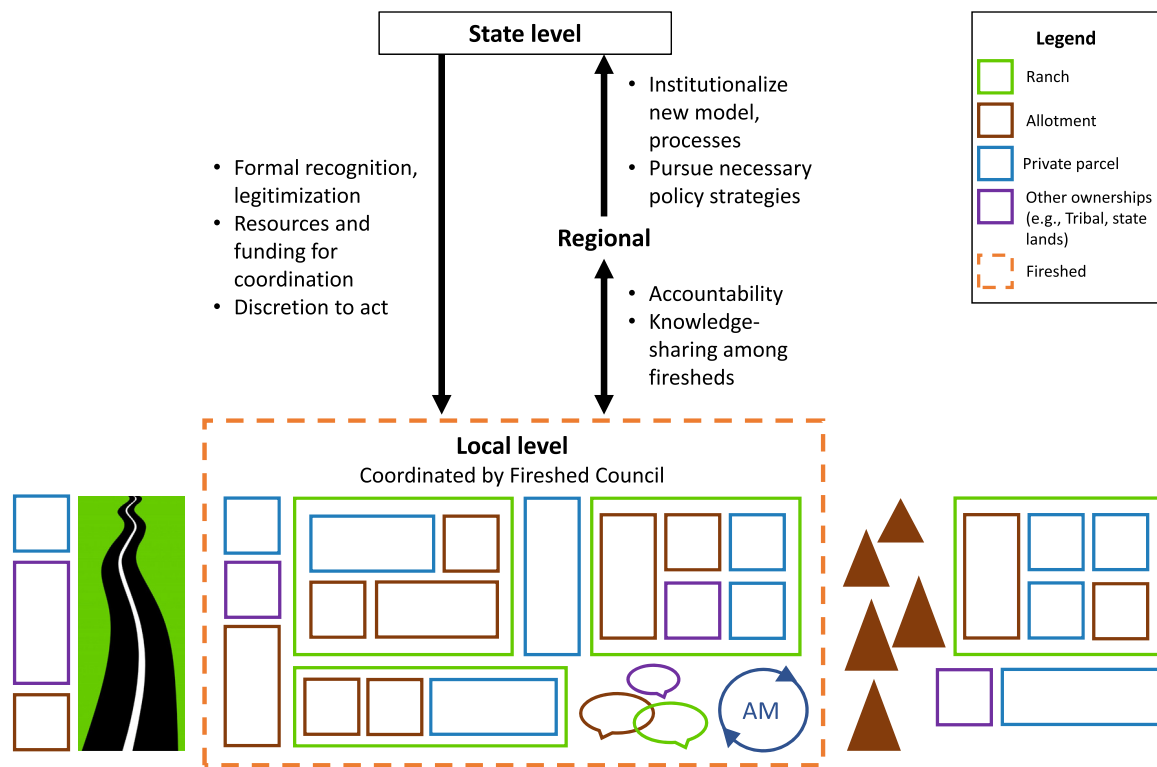 State level
• Institutionalize
new model,
processes
• Pursue necessary
policy strategies
• Formal recognition,
legitimization
• Resources and
funding for
coordination
• Discretion to act
Regional
• Accountability
• Knowledge-
sharing among
firesheds
Legend
Ranch
Allotment
Private parcel
Other ownerships
(e.g., Tribal, state
lands)
Fireshed
Local level
Coordinated by Fireshed Council
AM